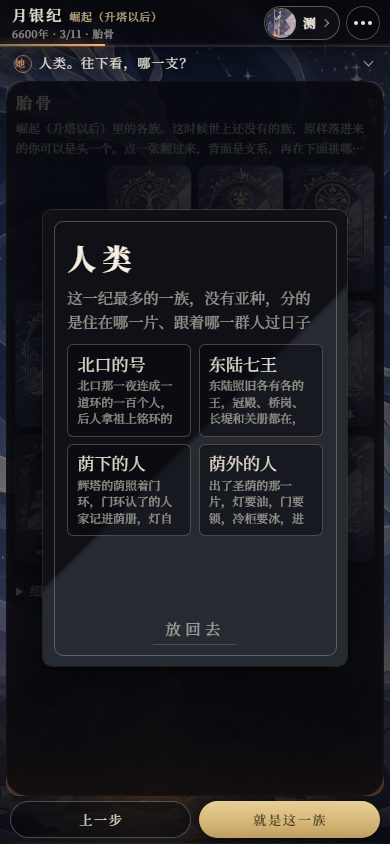 月银纪 崛起（升塔以后）
6600年 · 3/11 · 胎骨
测
她 人类。往下看，哪一支？
胎骨
崛起（升塔以后）里的各族。这时候世上还没有的族，原样落进来
的你可以是头一个。点一张翻过来，背面是支系，再在下面挑哪…
人类
这一纪最多的一族，没有亚种，分的
是住在哪一片、跟着哪一群人过日子
北口的号
北口那一夜连成一
道环的一百个人，
后人拿祖上铭环的
东陆七王
东陆照旧各有各的
王，冠殿、桥岗、
长堤和关册都在，
荫下的人
辉塔的荫照着门
环，门环认了的人
家记进荫册，灯自
荫外的人
出了圣荫的那一
片，灯要油，门要
锁，冷柜要冰，进
放回去
上一步
就是这一族